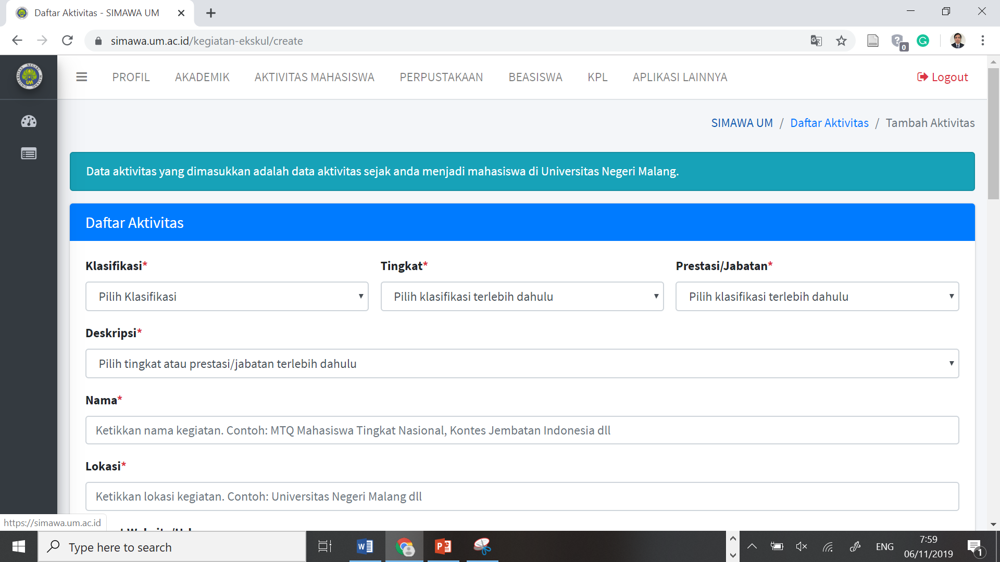 Daftar Aktivitas - SIMAWA UM
simawa.um.ac.id/kegiatan-ekskul/create
0
PROFIL AKADEMIK AKTIVITAS MAHASISWA PERPUSTAKAAN BEASISWA KPL APLIKASI LAINNYA Logout
SIMAWA UM / Daftar Aktivitas / Tambah Aktivitas
Data aktivitas yang dimasukkan adalah data aktivitas sejak anda menjadi mahasiswa di Universitas Negeri Malang.
Daftar Aktivitas
Klasifikasi* Tingkat* Prestasi/Jabatan*
Pilih Klasifikasi Pilih klasifikasi terlebih dahulu Pilih klasifikasi terlebih dahulu
Deskripsi*
Pilih tingkat atau prestasi/jabatan terlebih dahulu
Nama*
Ketikkan nama kegiatan. Contoh: MTQ Mahasiswa Tingkat Nasional, Kontes Jembatan Indonesia dll
Lokasi*
Ketikkan lokasi kegiatan. Contoh: Universitas Negeri Malang dll
https://simawa.um.ac.id
Type here to search
ENG
7:59
06/11/2019
1